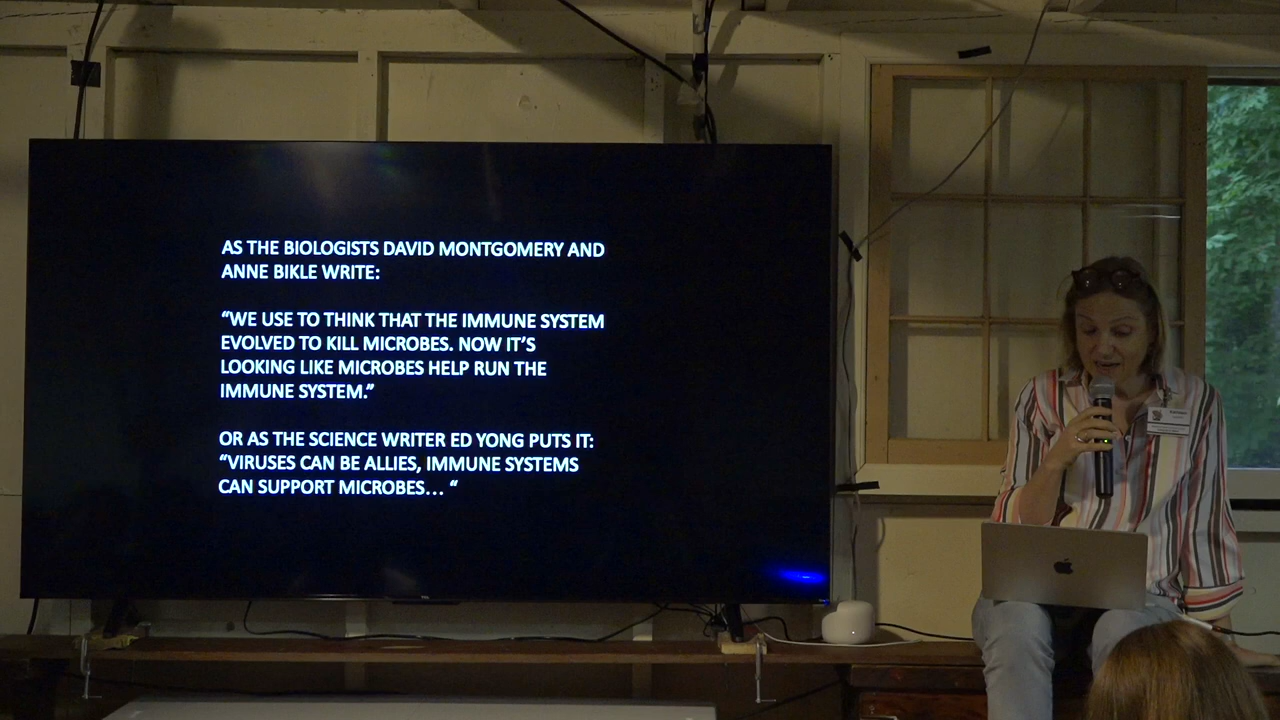 AS THE BIOLOGISTS DAVID MONTGOMERY AND
ANNE BIKLE WRITE:
“WE USE TO THINK THAT THE IMMUNE SYSTEM
EVOLVED TO KILL MICROBES. NOW IT’S
LOOKING LIKE MICROBES HELP RUN THE
IMMUNE SYSTEM.”
OR AS THE SCIENCE WRITER ED YONG PUTS IT:
“VIRUSES CAN BE ALLIES, IMMUNE SYSTEMS
CAN SUPPORT MICROBES… “